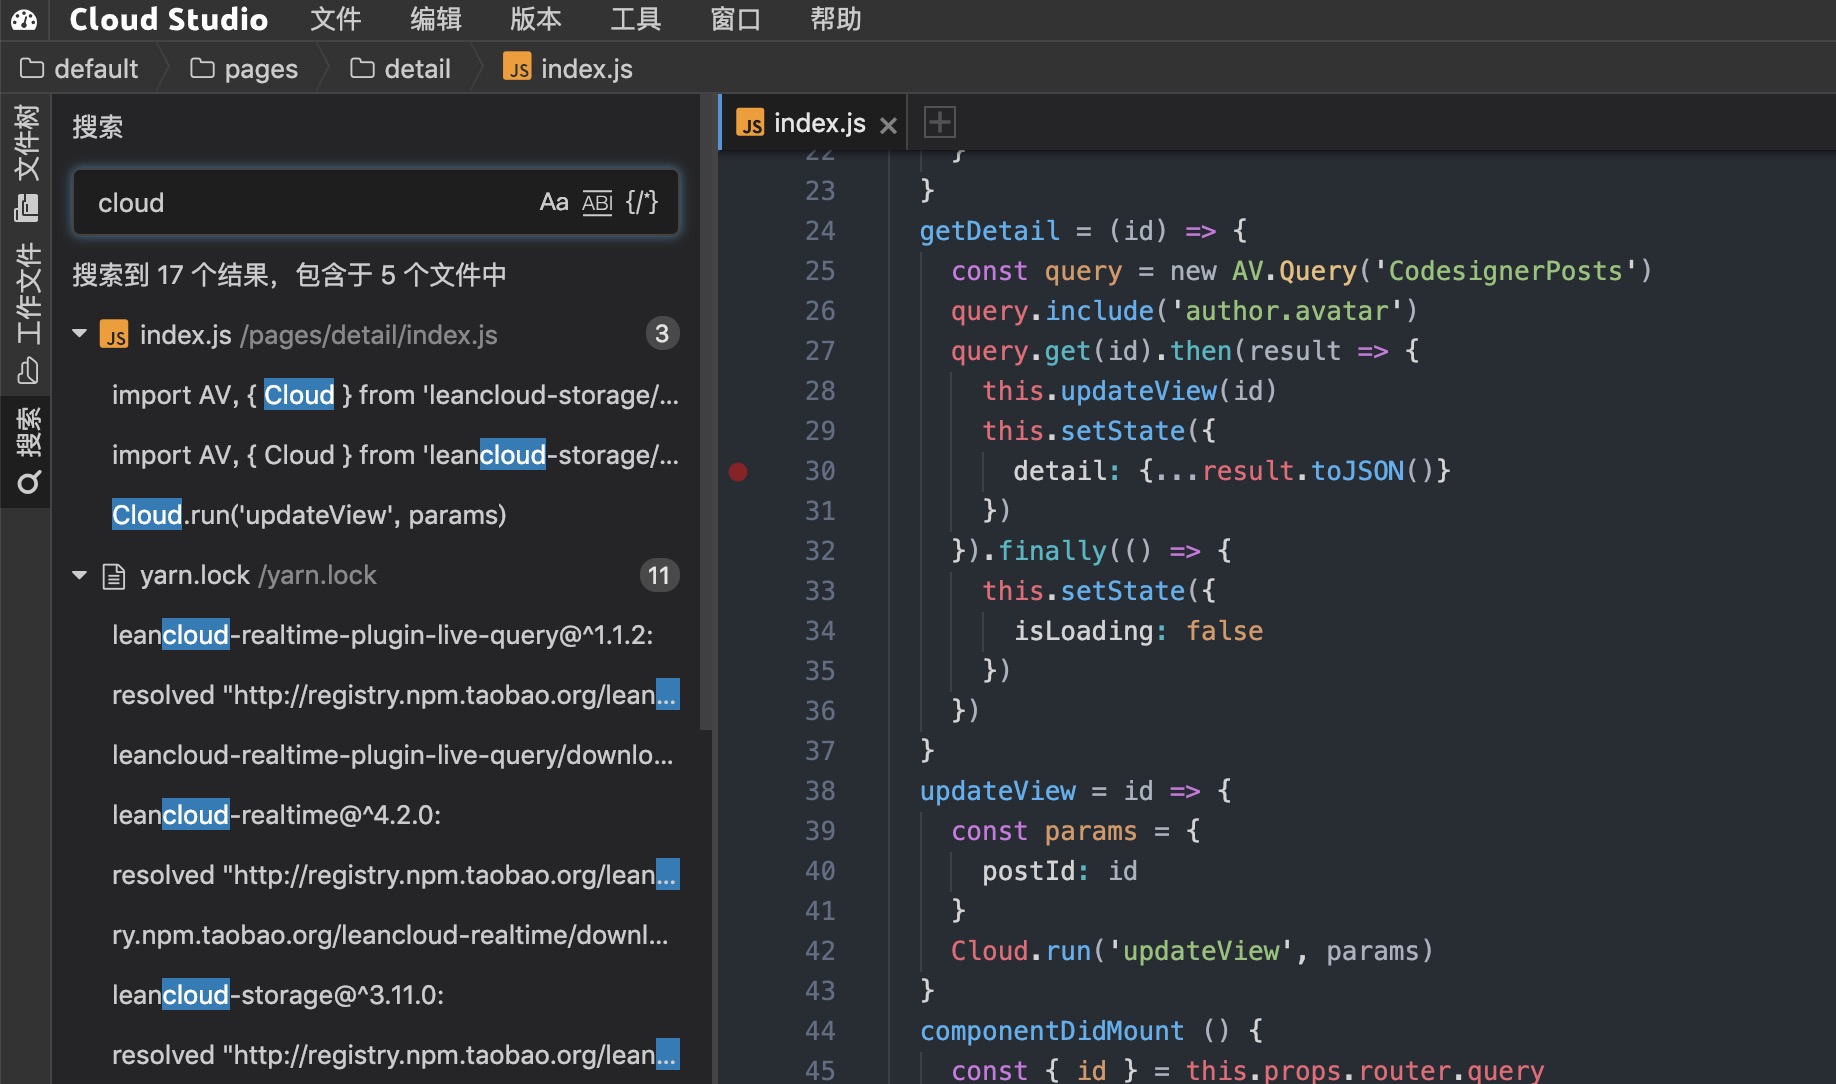 Cloud Studio 文件 编辑 版本 工具 窗口 帮助
default pages detail JS index.js
文件树
工作文件
搜索
搜索
cloud Aa ABI {/*}
搜索到 17 个结果，包含于 5 个文件中
JS index.js /pages/detail/index.js 3
import AV, { Cloud } from 'leancloud-storage/...
import AV, { Cloud } from 'leancloud-storage/...
Cloud.run('updateView', params)
yarn.lock /yarn.lock 11
leancloud-realtime-plugin-live-query@^1.1.2:
resolved "http://registry.npm.taobao.org/lean...
leancloud-realtime-plugin-live-query/downlo...
leancloud-realtime@^4.2.0:
resolved "http://registry.npm.taobao.org/lean...
ry.npm.taobao.org/leancloud-realtime/downl...
leancloud-storage@^3.11.0:
resolved "http://registry.npm.taobao.org/lean...
JS index.js ×
22 }
23 }
24 getDetail = (id) => {
25 const query = new AV.Query('CodesignerPosts')
26 query.include('author.avatar')
27 query.get(id).then(result => {
28 this.updateView(id)
29 this.setState({
30 detail: {...result.toJSON()}
31 })
32 }).finally(() => {
33 this.setState({
34 isLoading: false
35 })
36 })
37 }
38 updateView = id => {
39 const params = {
40 postId: id
41 }
42 Cloud.run('updateView', params)
43 }
44 componentDidMount () {
45 const { id } = this.props.router.query